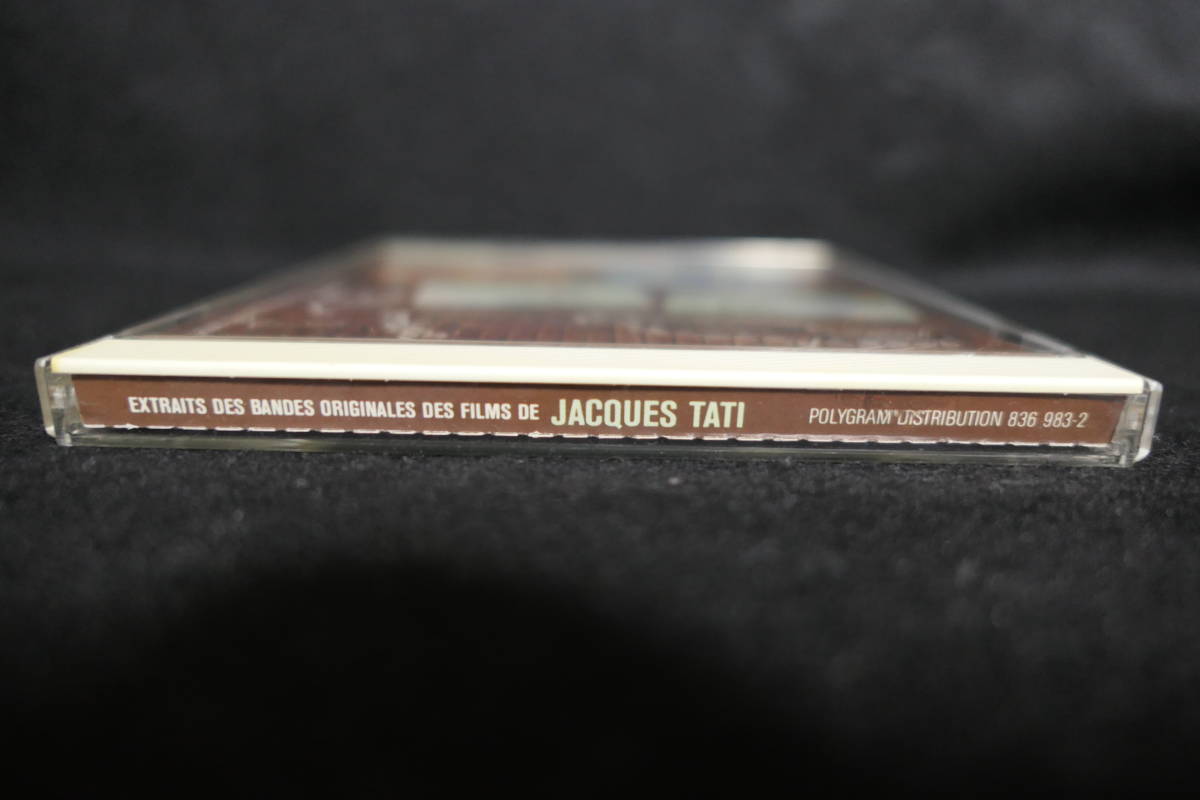 EXTRAITS DES BANDES ORIGINALES DES FILMS DE JACQUES TATI POLYGRAM DISTRIBUTION 836 983-2